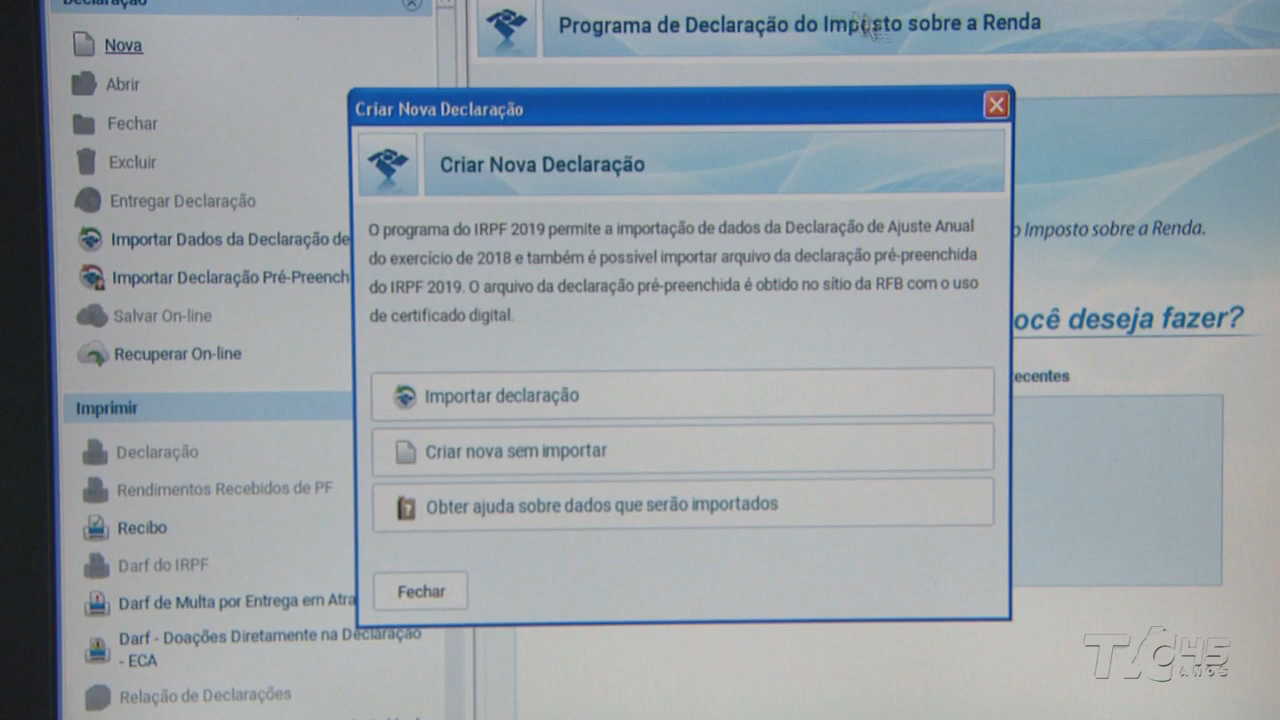 Declaração
Nova
Abrir
Fechar
Excluir
Entregar Declaração
Importar Dados da Declaração de
Importar Declaração Pré-Preench
Salvar On-line
Recuperar On-line
Imprimir
Declaração
Rendimentos Recebidos de PF
Recibo
Darf do IRPF
Darf de Multa por Entrega em Atra
Darf - Doações Diretamente na Declaração
- ECA
Relação de Declarações
Programa de Declaração do Imposto sobre a Renda
Criar Nova Declaração
Criar Nova Declaração
O programa do IRPF 2019 permite a importação de dados da Declaração de Ajuste Anual
do exercício de 2018 e também é possível importar arquivo da declaração pré-preenchida
do IRPF 2019. O arquivo da declaração pré-preenchida é obtido no sítio da RFB com o uso
de certificado digital.
Importar declaração
Criar nova sem importar
Obter ajuda sobre dados que serão importados
Fechar
o Imposto sobre a Renda.
ocê deseja fazer?
ecentes
TVCH5
ANOS